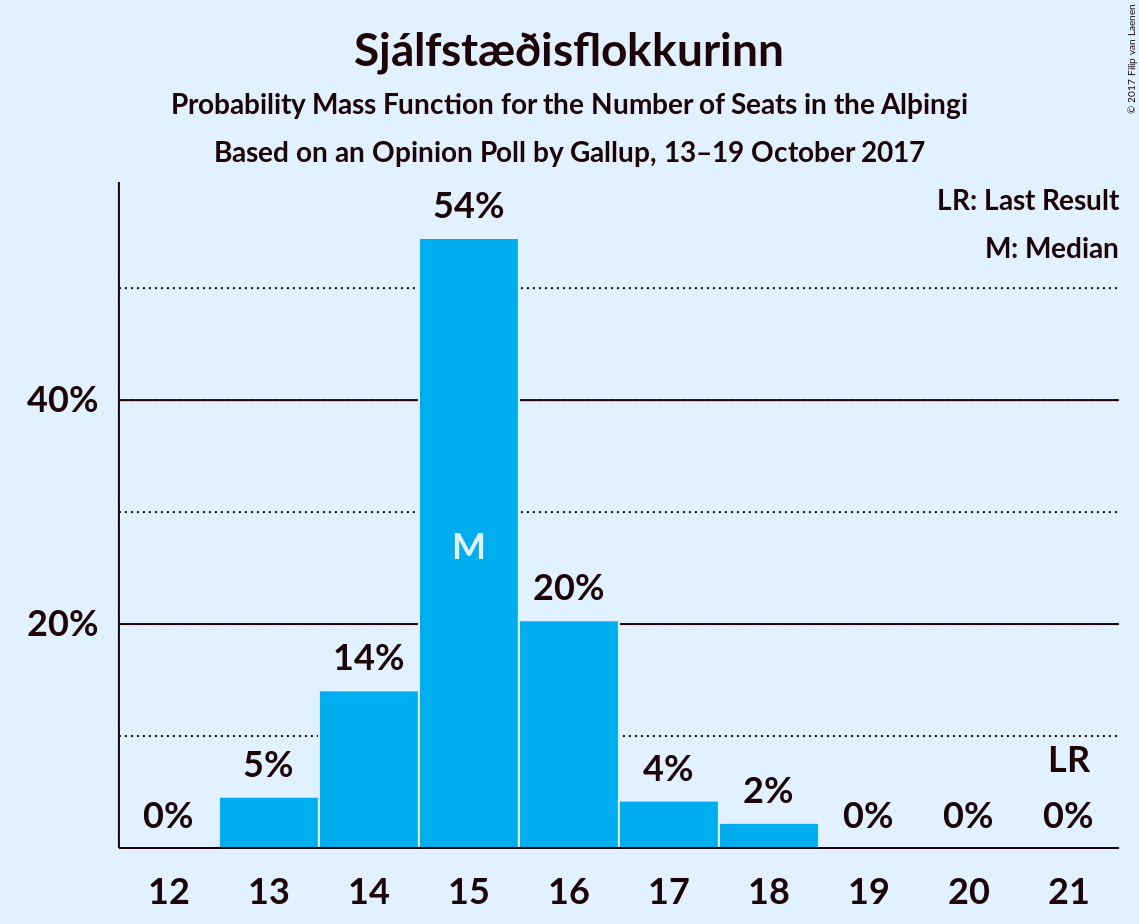 Sjálfstæðisflokkurinn
Probability Mass Function for the Number of Seats in the Alþingi
Based on an Opinion Poll by Gallup, 13–19 October 2017
© 2017 Filip van Laenen
LR: Last Result
M: Median
40%
20%
0%
5%
14%
54%
M
20%
4%
2%
0%
0%
LR
0%
12 13 14 15 16 17 18 19 20 21